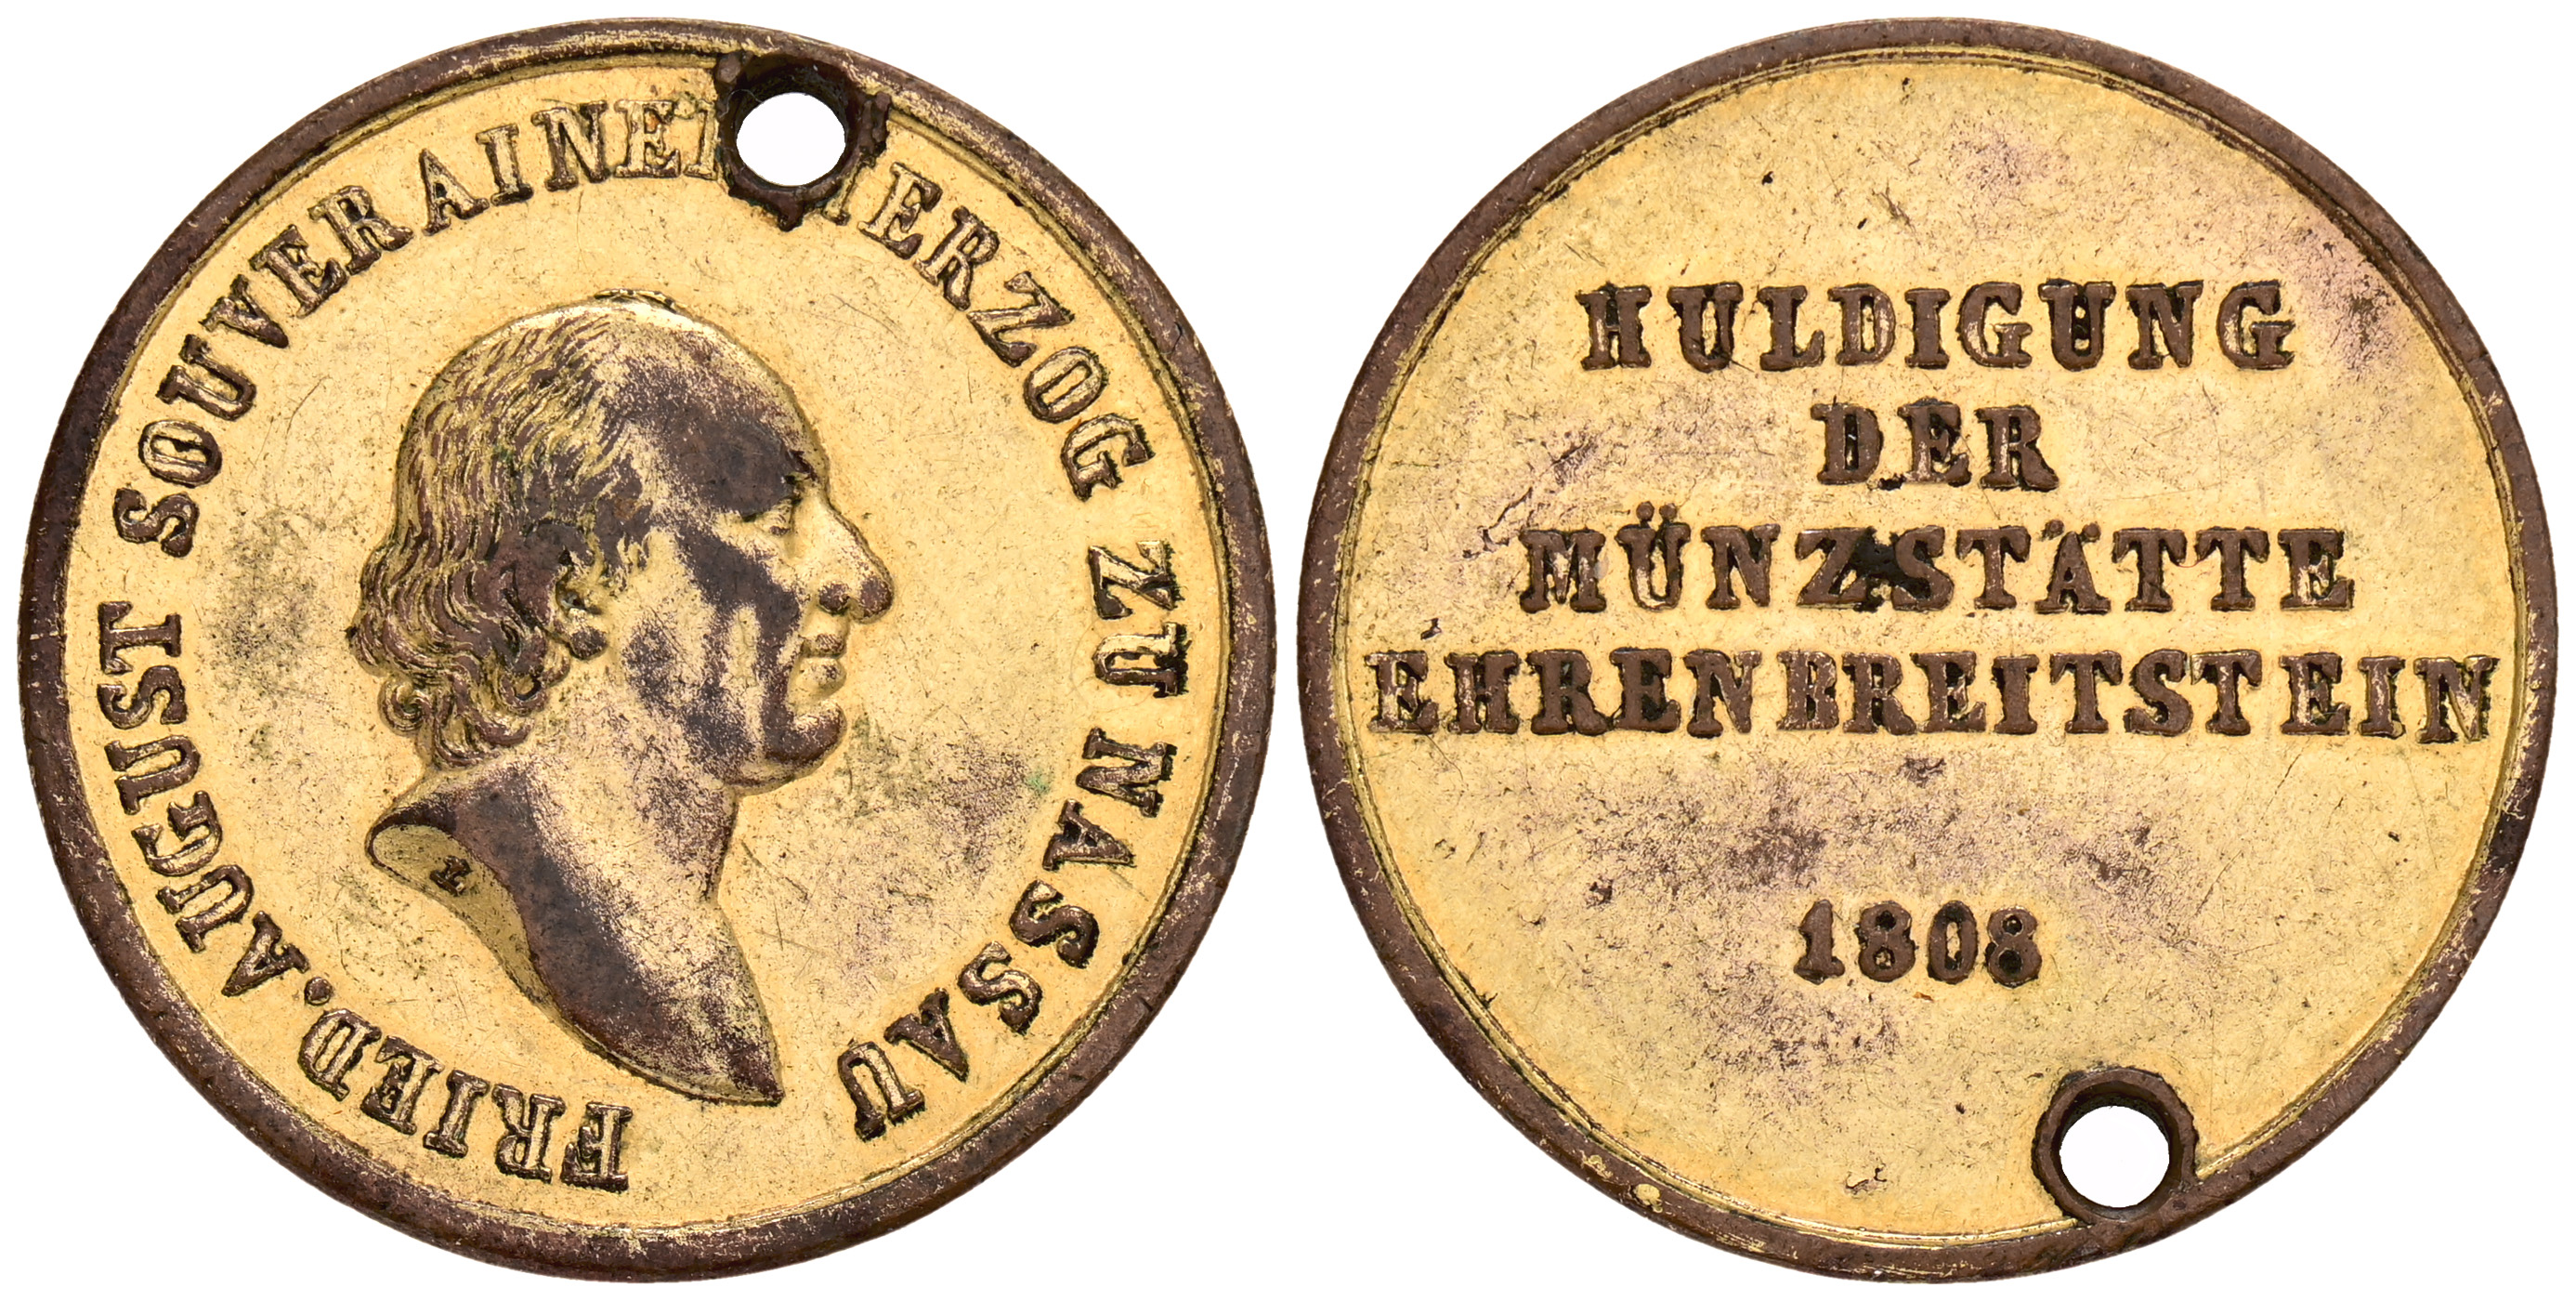 FRIED. AUGUST SOUVERAINER HERZOG ZU NASSAU
L
HULDIGUNG
DER
MÜNZSTÄTTE
EHRENBREITSTEIN
1808